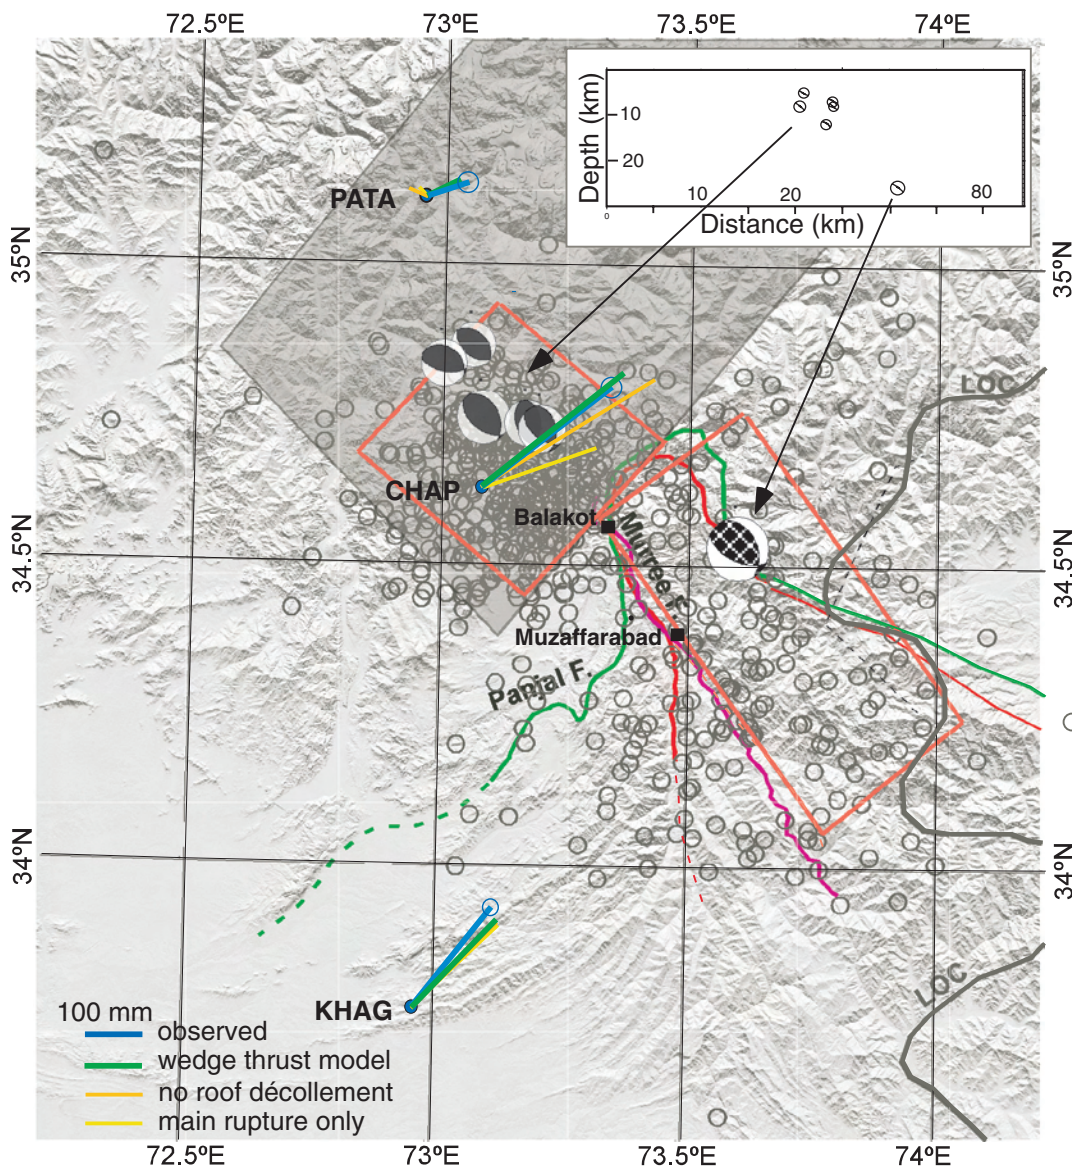 72.5ºE 73ºE 73.5ºE 74ºE
Depth (km)
10
20
0
10 20 80
Distance (km)
PATA
35ºN 35ºN
LOC
CHAP
Balakot
Murree F.
34.5ºN 34.5ºN
Muzaffarabad
Panjal F.
34ºN 34ºN
LOC
KHAG
100 mm
observed
wedge thrust model
no roof décollement
main rupture only
72.5ºE 73ºE 73.5ºE 74ºE